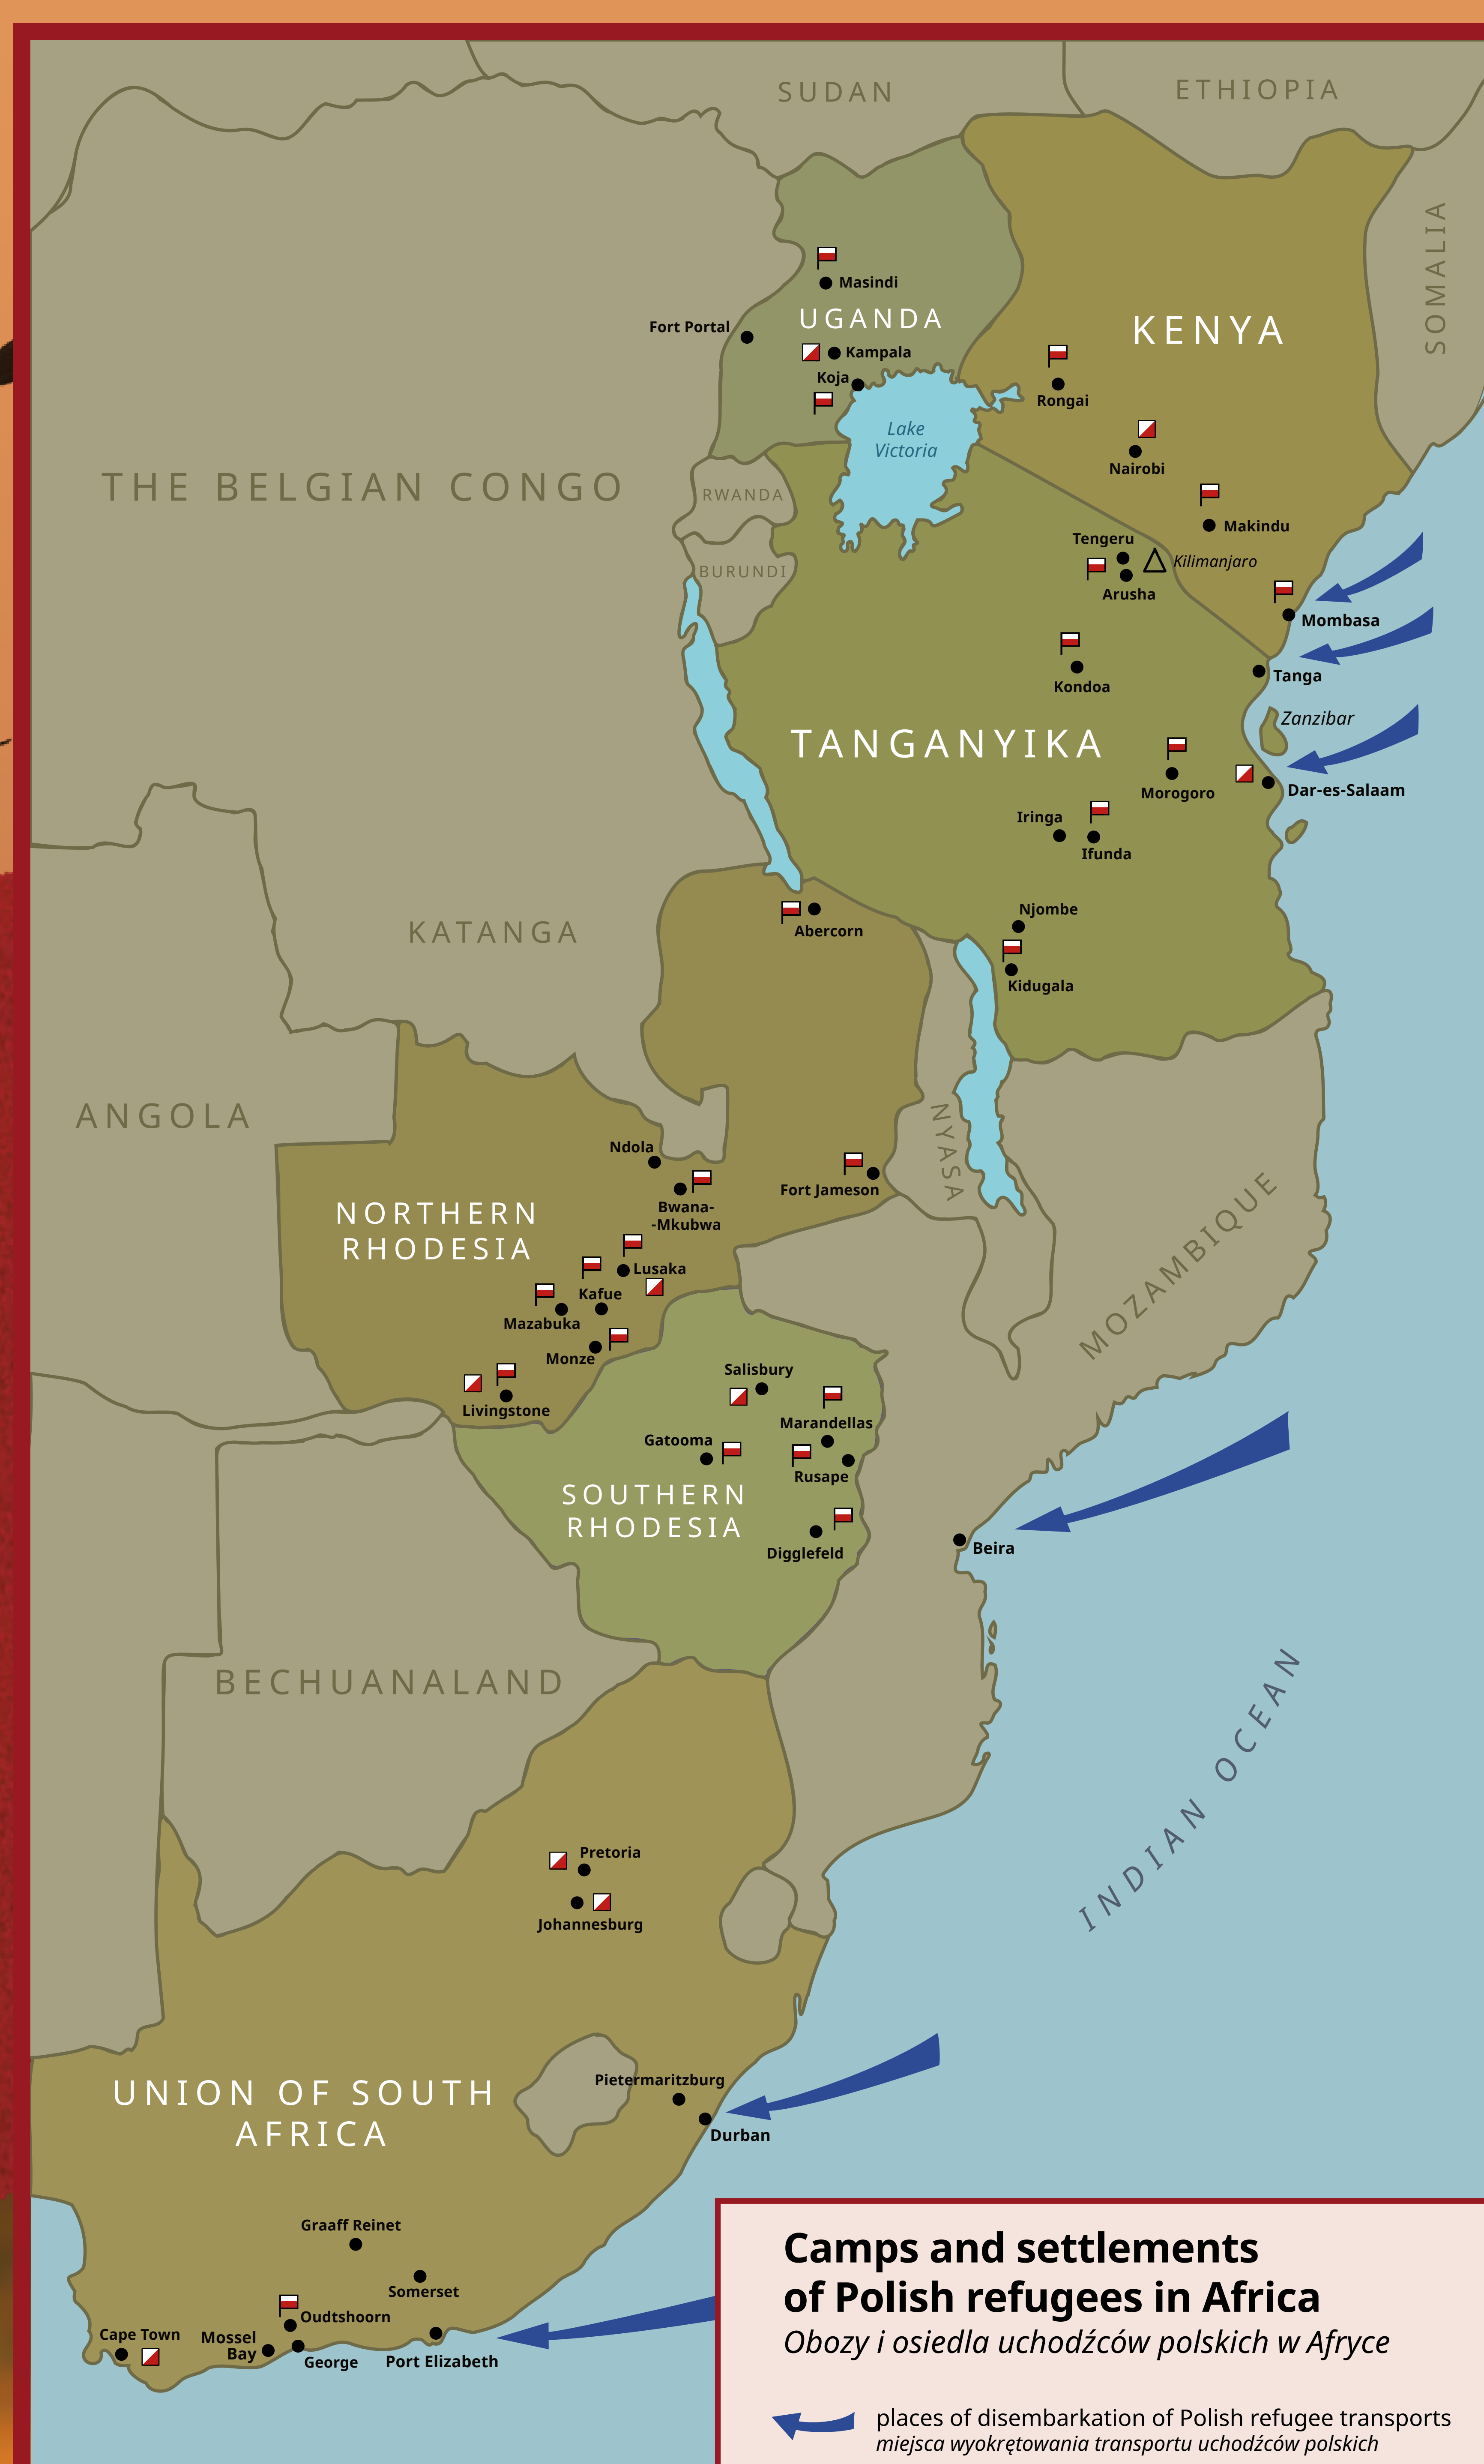 SUDAN
ETHIOPIA
SOMALIA
Masindi
UGANDA
KENYA
Fort Portal
Kampala
Koja
Rongai
Lake
Victoria
Nairobi
THE BELGIAN CONGO
RWANDA
Makindu
Tengeru
Kilimanjaro
BURUNDI
Arusha
Mombasa
Tanga
Kondoa
Zanzibar
TANGANYIKA
Morogoro
Dar-es-Salaam
Iringa
Ifunda
Njombe
KATANGA
Abercorn
Kidugala
ANGOLA
NYASA
Ndola
Fort Jameson
Bwana-
-Mkubwa
NORTHERN
RHODESIA
MOZAMBIQUE
Lusaka
Kafue
Mazabuka
Monze
Salisbury
Livingstone
Marandellas
Gatooma
Rusape
SOUTHERN
RHODESIA
Digglefeld
Beira
BECHUANALAND
INDIAN OCEAN
Pretoria
Johannesburg
Pietermaritzburg
UNION OF SOUTH
AFRICA
Durban
Graaff Reinet
Somerset
Oudtshoorn
Cape Town
Mossel
Bay
George
Port Elizabeth
Camps and settlements
of Polish refugees in Africa
Obozy i osiedla uchodźców polskich w Afryce
places of disembarkation of Polish refugee transports
miejsca wyokrętowania transportu uchodźców polskich